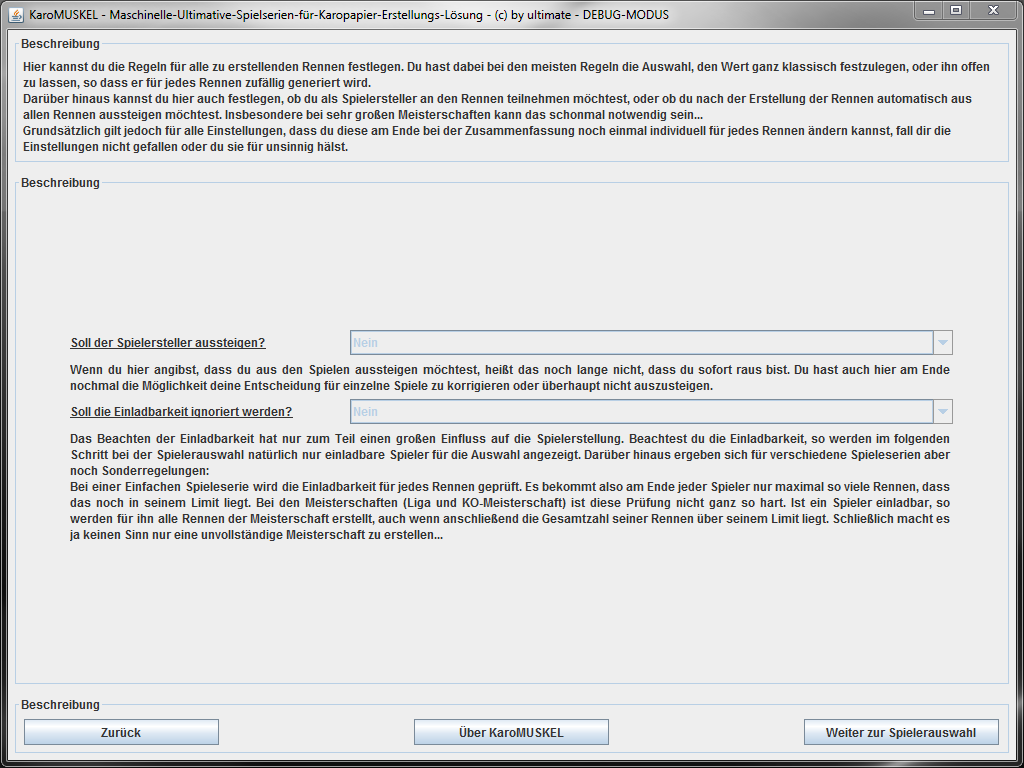 KaroMUSKEL - Maschinelle-Ultimative-Spielserien-für-Karopapier-Erstellungs-Lösung - (c) by ultimate - DEBUG-MODUS
Beschreibung
Hier kannst du die Regeln für alle zu erstellenden Rennen festlegen. Du hast dabei bei den meisten Regeln die Auswahl, den Wert ganz klassisch festzulegen, oder ihn offen
zu lassen, so dass er für jedes Rennen zufällig generiert wird.
Darüber hinaus kannst du hier auch festlegen, ob du als Spielersteller an den Rennen teilnehmen möchtest, oder ob du nach der Erstellung der Rennen automatisch aus
allen Rennen aussteigen möchtest. Insbesondere bei sehr großen Meisterschaften kann das schonmal notwendig sein...
Grundsätzlich gilt jedoch für alle Einstellungen, dass du diese am Ende bei der Zusammenfassung noch einmal individuell für jedes Rennen ändern kannst, fall dir die
Einstellungen nicht gefallen oder du sie für unsinnig hälst.
Beschreibung
Soll der Spielersteller aussteigen?
Nein
Wenn du hier angibst, dass du aus den Spielen aussteigen möchtest, heißt das noch lange nicht, dass du sofort raus bist. Du hast auch hier am Ende
nochmal die Möglichkeit deine Entscheidung für einzelne Spiele zu korrigieren oder überhaupt nicht auszusteigen.
Soll die Einladbarkeit ignoriert werden?
Nein
Das Beachten der Einladbarkeit hat nur zum Teil einen großen Einfluss auf die Spielerstellung. Beachtest du die Einladbarkeit, so werden im folgenden
Schritt bei der Spielerauswahl natürlich nur einladbare Spieler für die Auswahl angezeigt. Darüber hinaus ergeben sich für verschiedene Spieleserien aber
noch Sonderregelungen:
Bei einer Einfachen Spieleserie wird die Einladbarkeit für jedes Rennen geprüft. Es bekommt also am Ende jeder Spieler nur maximal so viele Rennen, dass
das noch in seinem Limit liegt. Bei den Meisterschaften (Liga und KO-Meisterschaft) ist diese Prüfung nicht ganz so hart. Ist ein Spieler einladbar, so
werden für ihn alle Rennen der Meisterschaft erstellt, auch wenn anschließend die Gesamtzahl seiner Rennen über seinem Limit liegt. Schließlich macht es
ja keinen Sinn nur eine unvollständige Meisterschaft zu erstellen...
Beschreibung
Zurück
Über KaroMUSKEL
Weiter zur Spielerauswahl